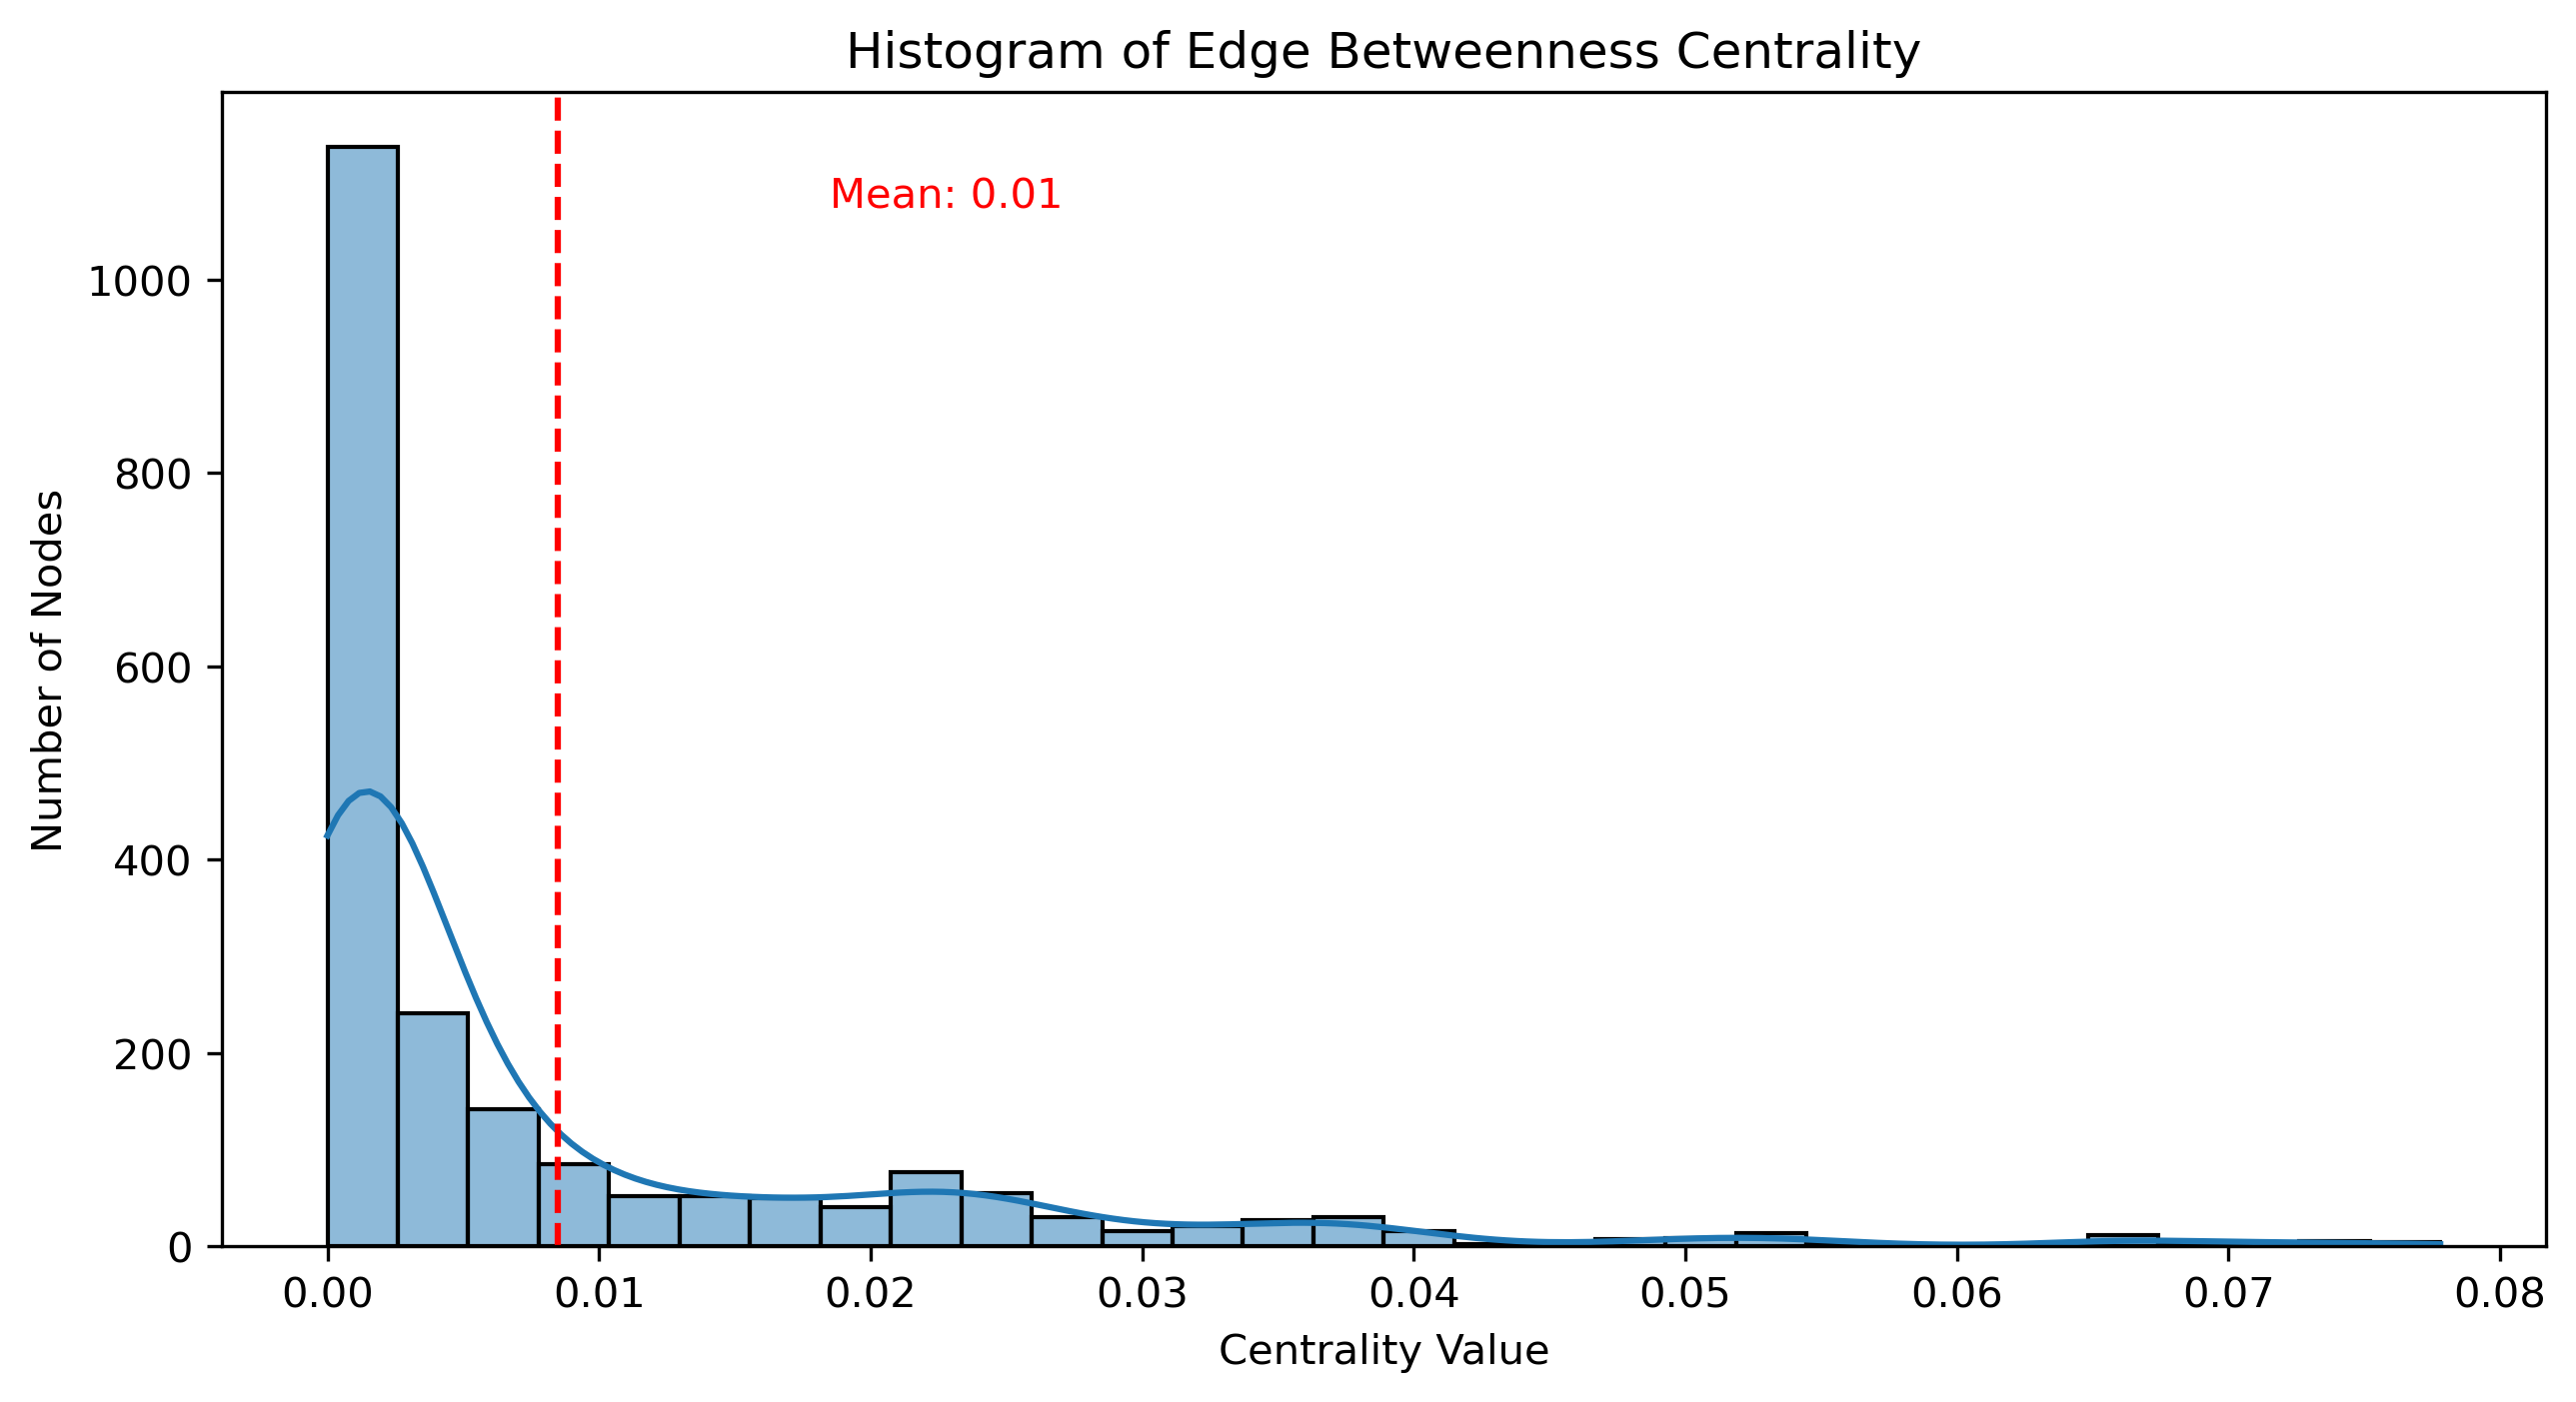 Histogram of Edge Betweenness Centrality
Mean: 0.01
Number of Nodes
1000
800
600
400
200
0
0.00 0.01 0.02 0.03 0.04 0.05 0.06 0.07 0.08
Centrality Value